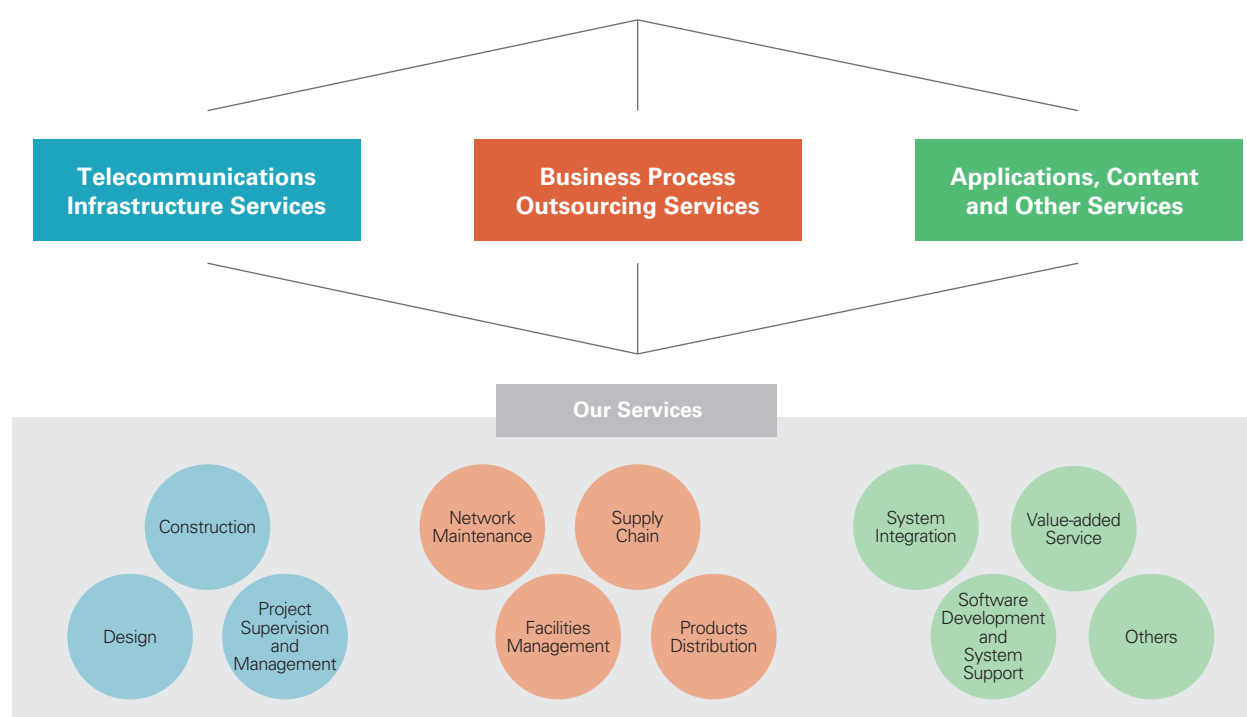 Telecommunications
Infrastructure Services
Business Process
Outsourcing Services
Applications, Content
and Other Services
Our Services
Construction
Design
Project
Supervision
and
Management
Network
Maintenance
Supply
Chain
Facilities
Management
Products
Distribution
System
Integration
Value-added
Service
Software
Development
and
System
Support
Others